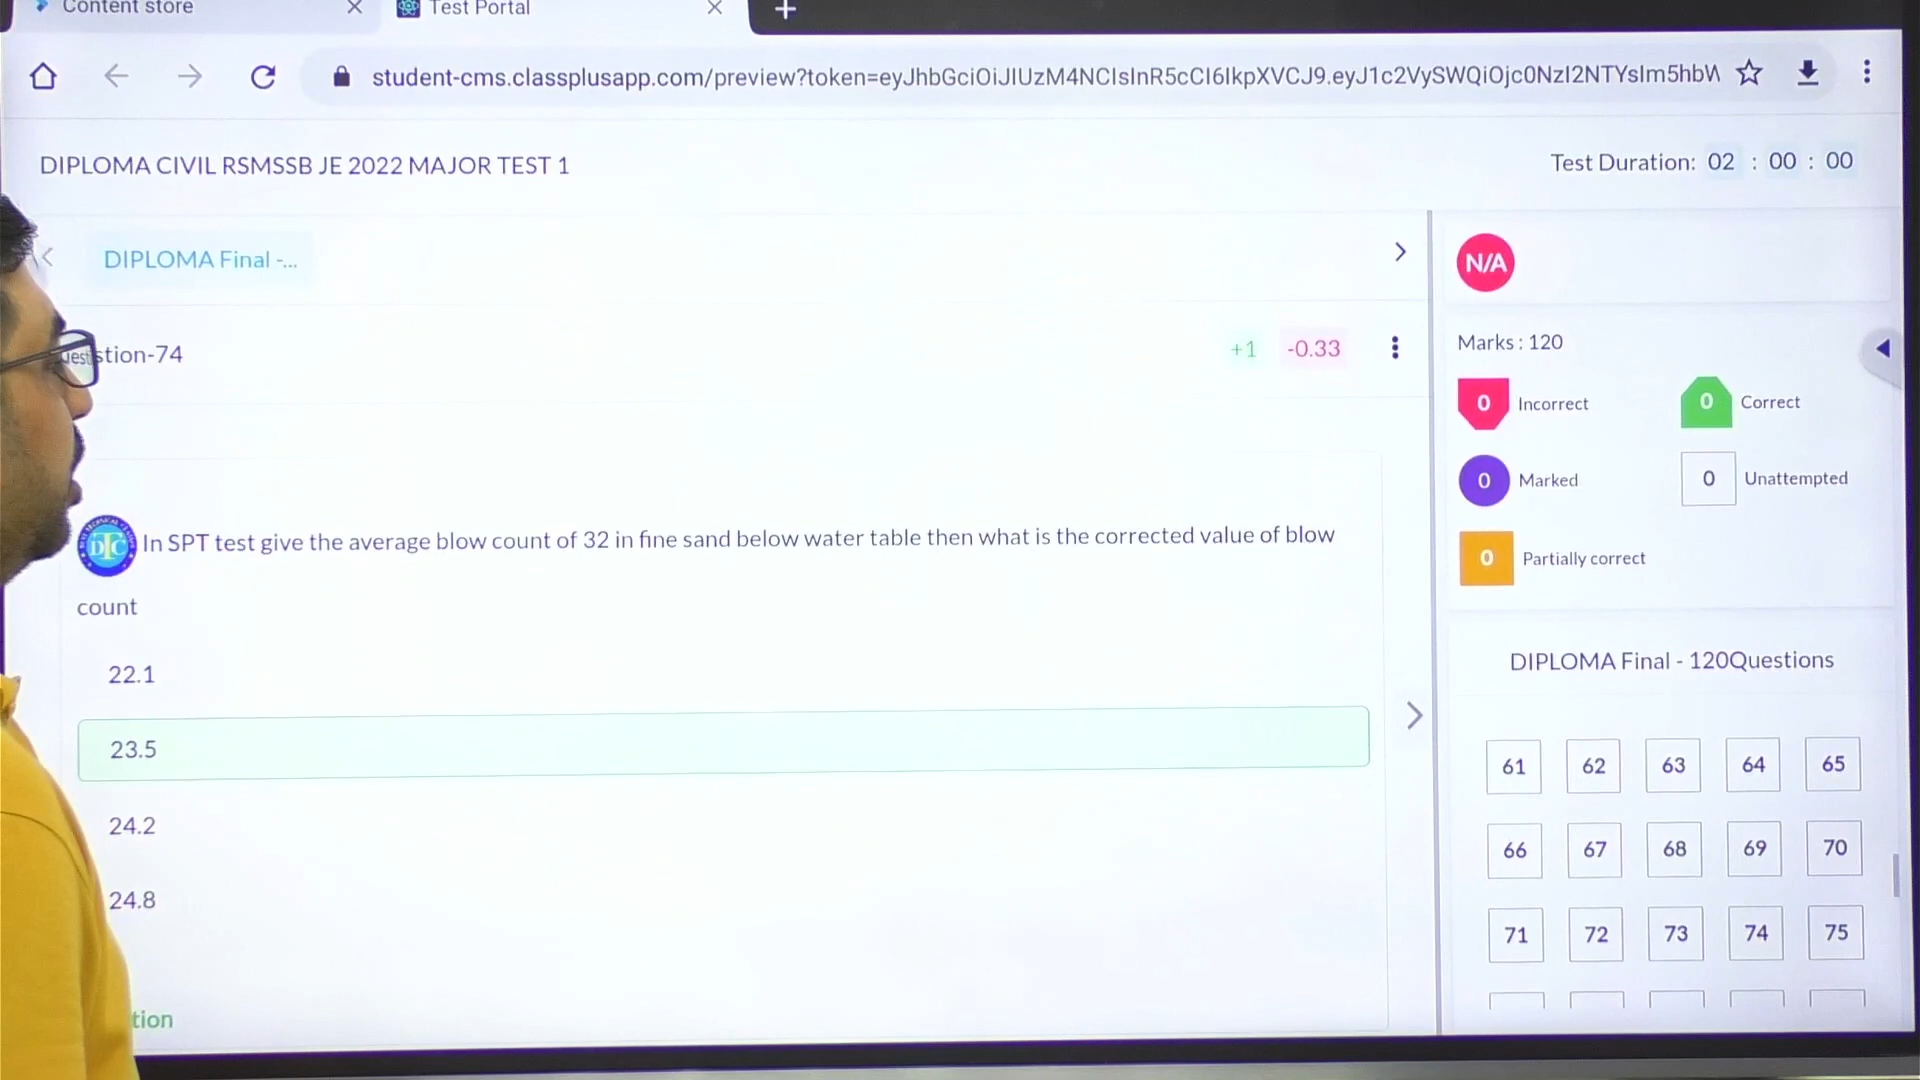 Content store
Test Portal
student-cms.classplusapp.com/preview?token=eyJhbGciOiJIUzM4NCIsInR5cCI6IkpXVCJ9.eyJ1c2VySWQiOjc0NzI2NTYsIm5hbW
DIPLOMA CIVIL RSMSSB JE 2022 MAJOR TEST 1
Test Duration: 02 : 00 : 00
DIPLOMA Final -...
N/A
stion-74
+1 -0.33
Marks : 120
0 Incorrect
0 Correct
0 Marked
0 Unattempted
0 Partially correct
DTC
In SPT test give the average blow count of 32 in fine sand below water table then what is the corrected value of blow
count
22.1
23.5
24.2
24.8
tion
DIPLOMA Final - 120Questions
61 62 63 64 65
66 67 68 69 70
71 72 73 74 75